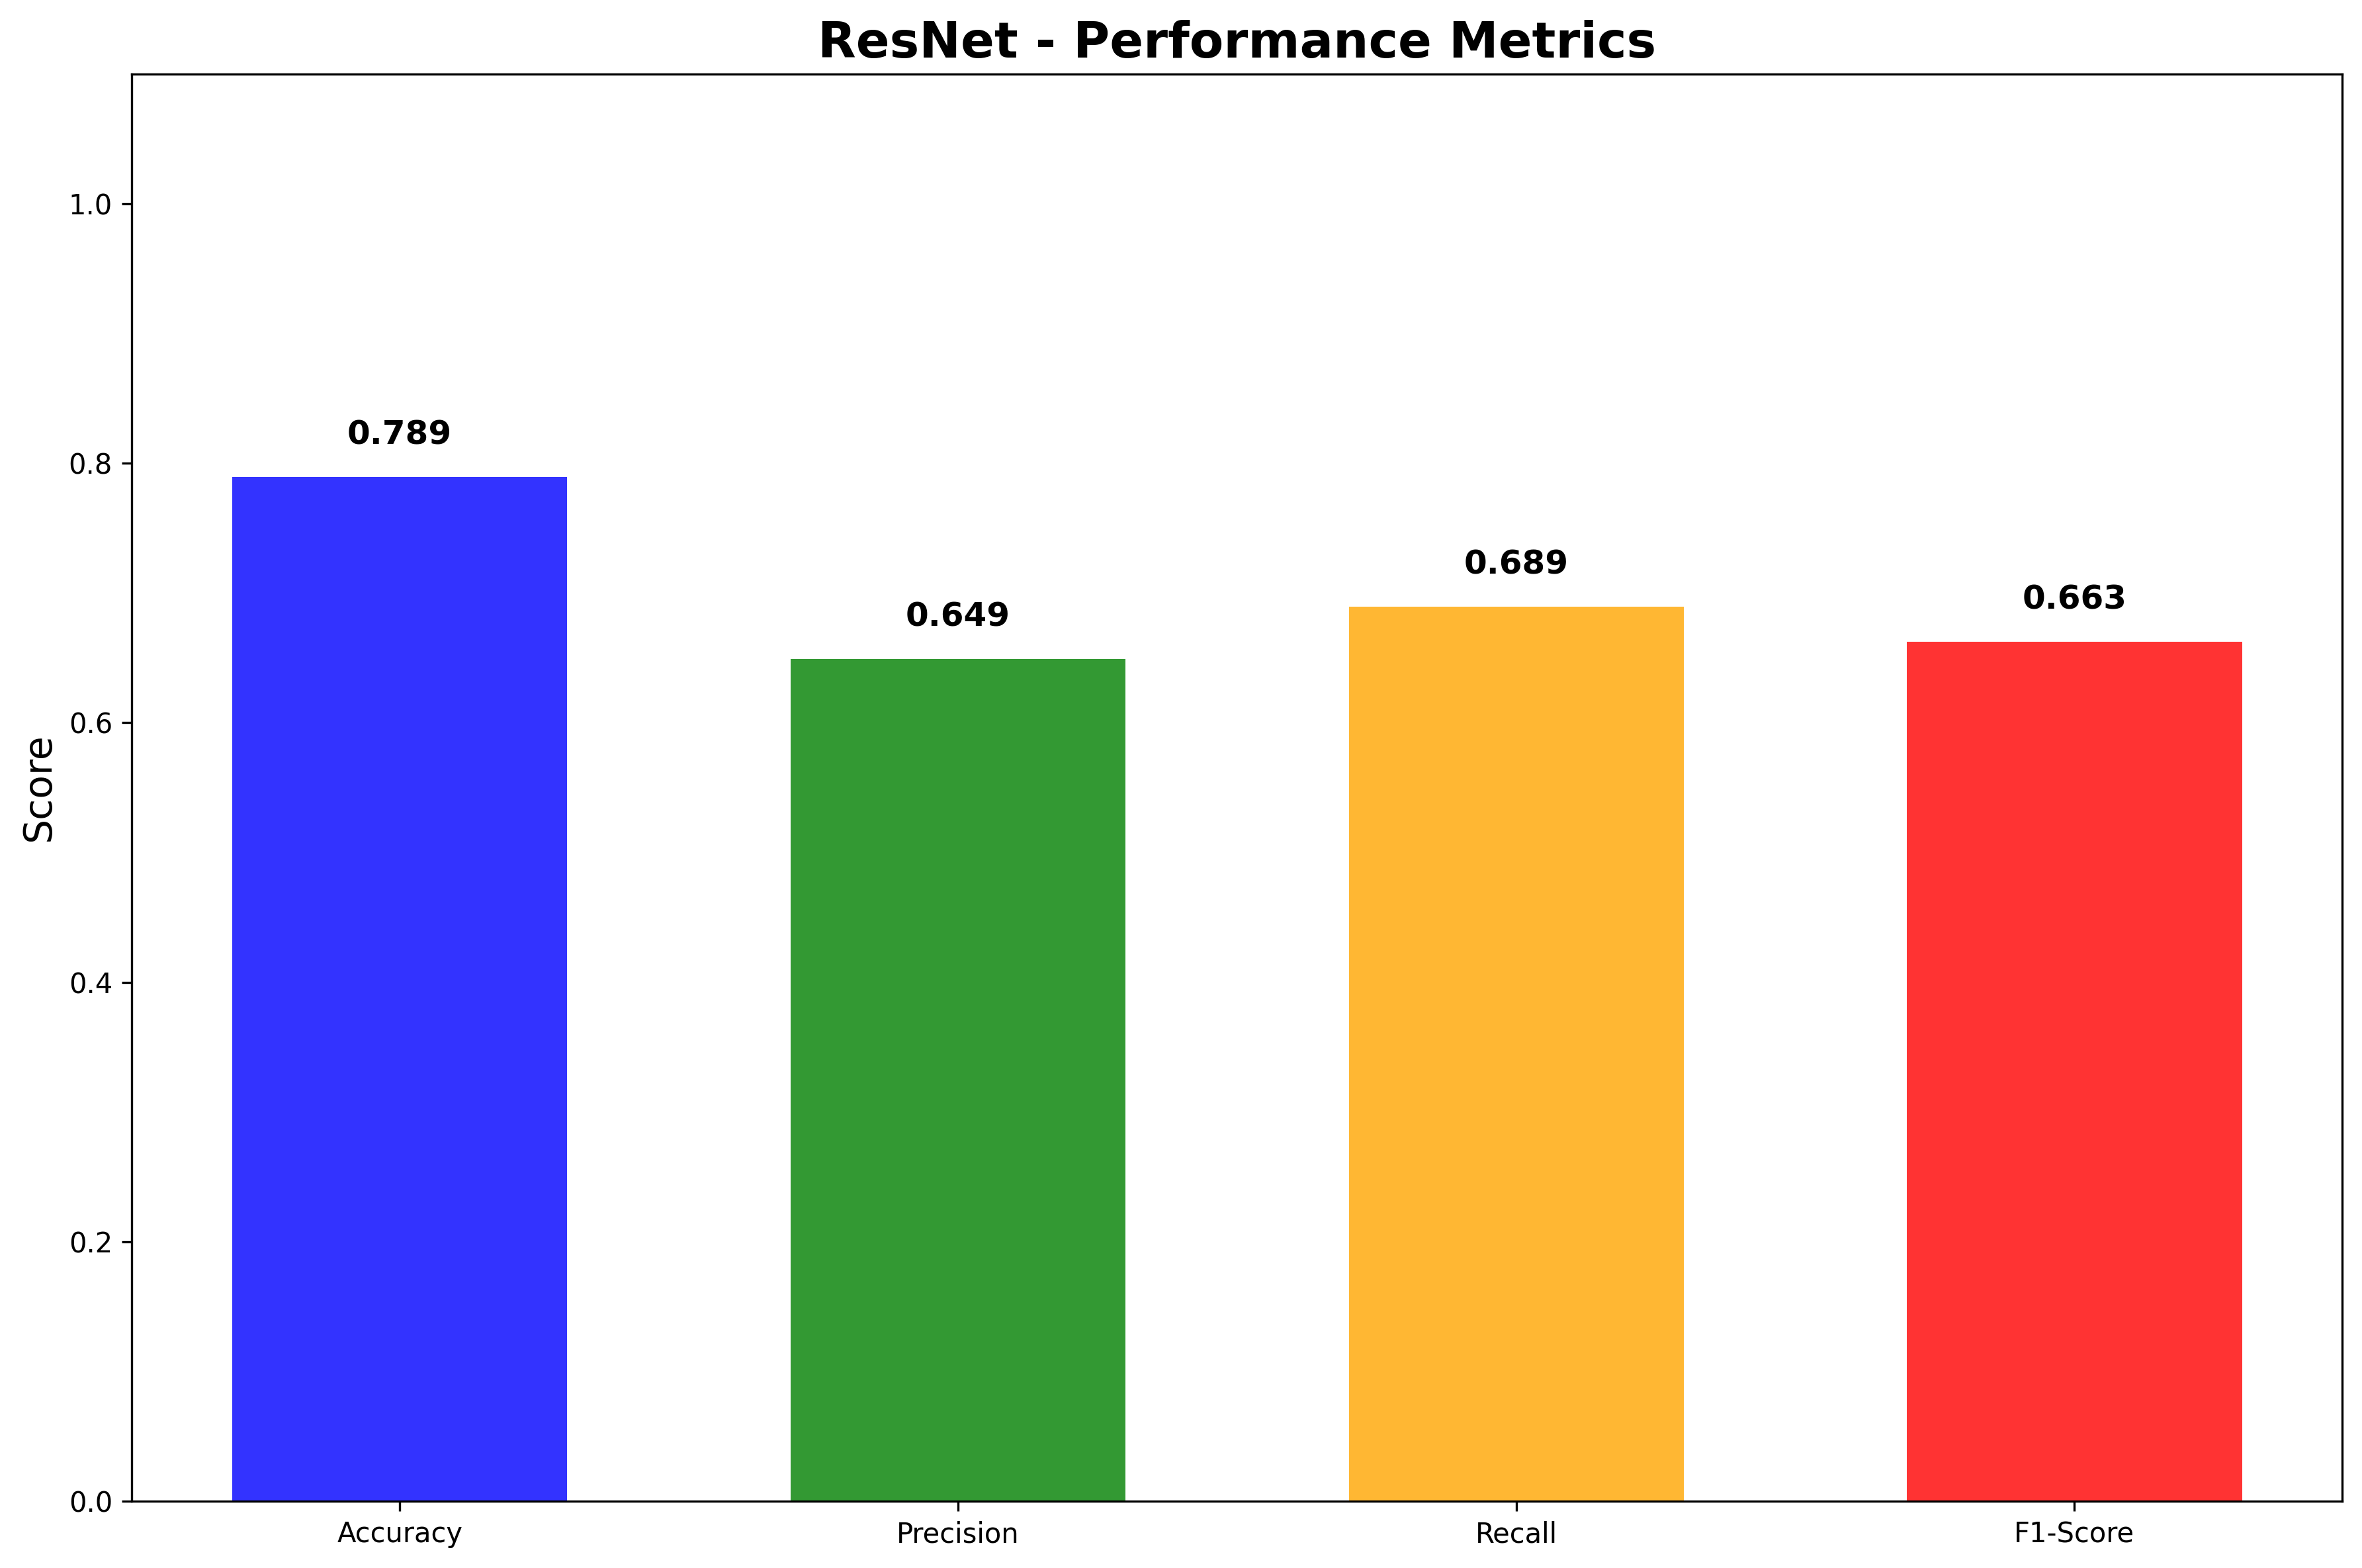 ResNet - Performance Metrics
1.0
0.8
0.6
0.4
0.2
0.0
Score
0.789
0.649
0.689
0.663
Accuracy
Precision
Recall
F1-Score